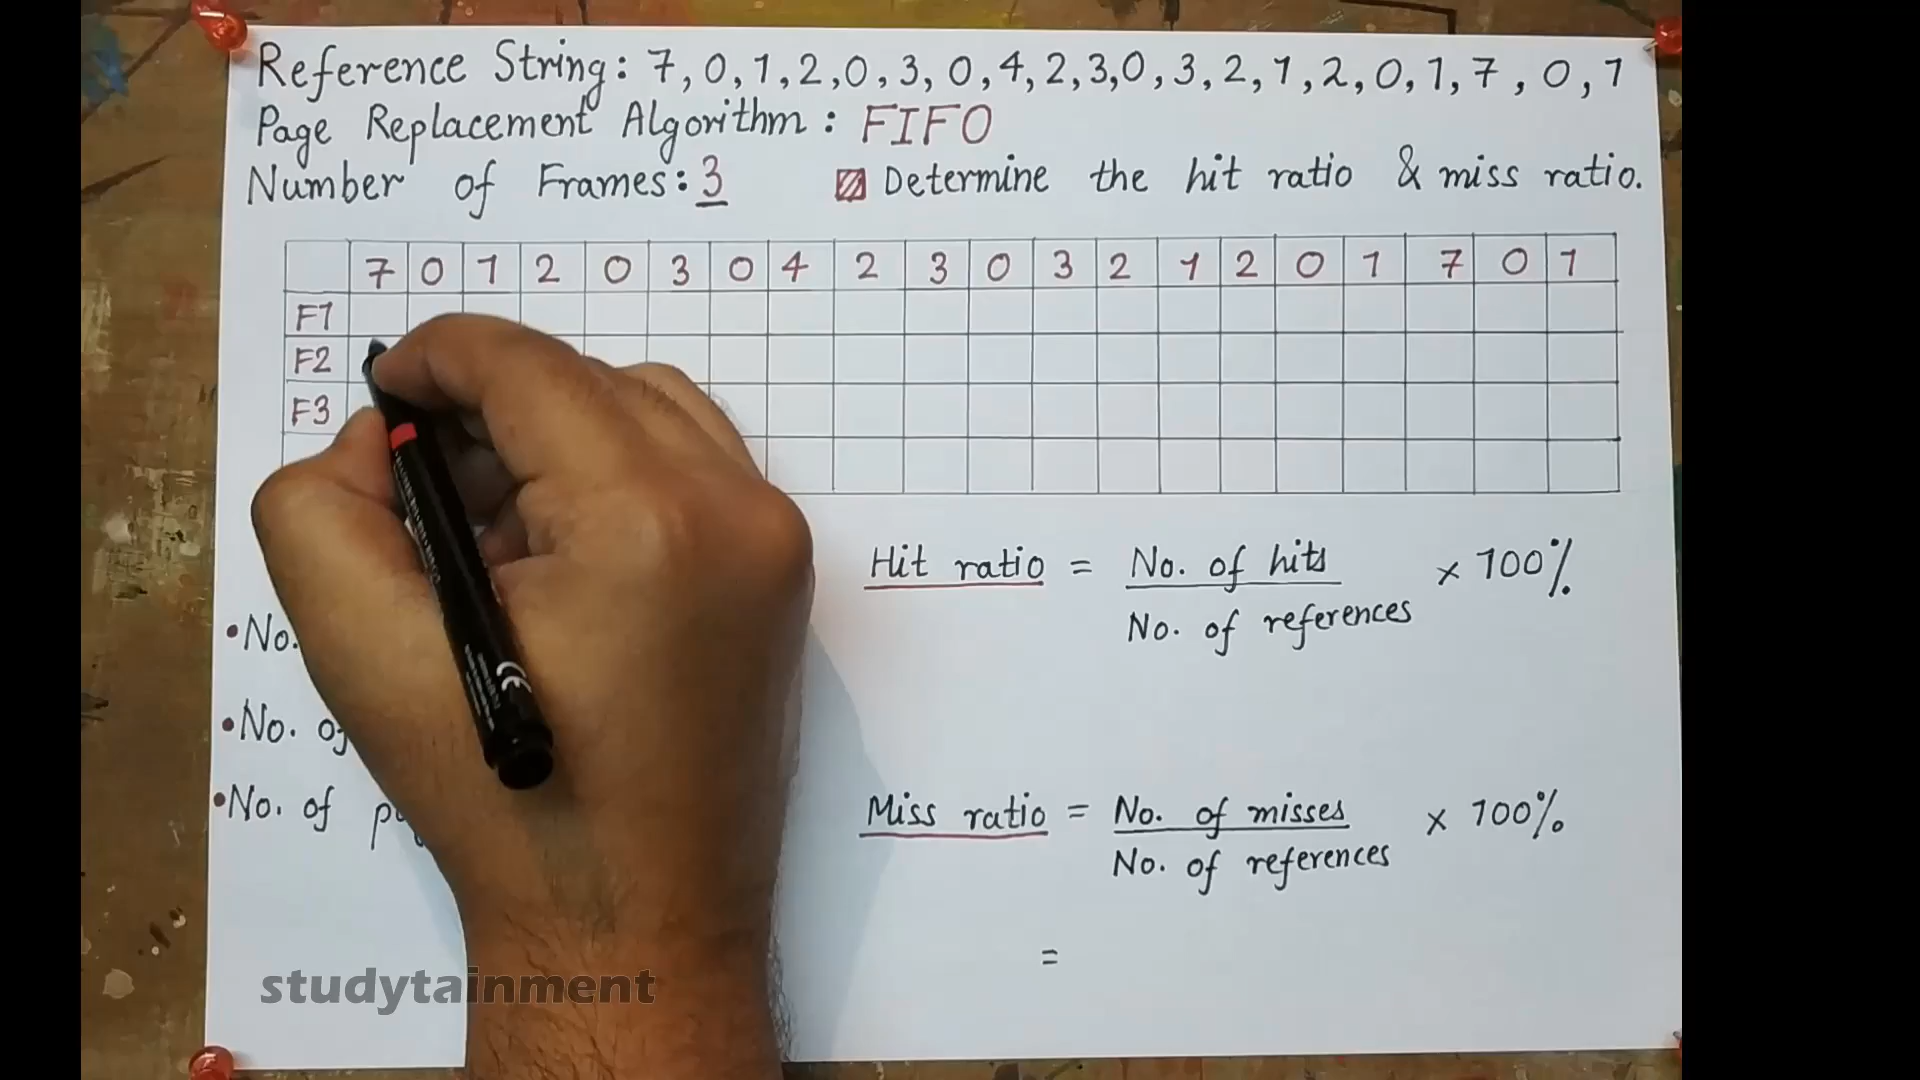 Reference String: 7, 0, 1, 2, 0, 3, 0, 4, 2, 3, 0, 3, 2, 1, 2, 0, 1, 7, 0, 1
Page Replacement Algorithm: FIFO
Number of Frames: 3 Determine the hit ratio & miss ratio.
7 0 1 2 0 3 0 4 2 3 0 3 2 1 2 0 1 7 0 1
F1
F2
F3
Hit ratio = No. of hits × 100%
No. of references
•No.
•No. of
•No. of
Miss ratio = No. of misses × 100%
No. of references
=
studytainment